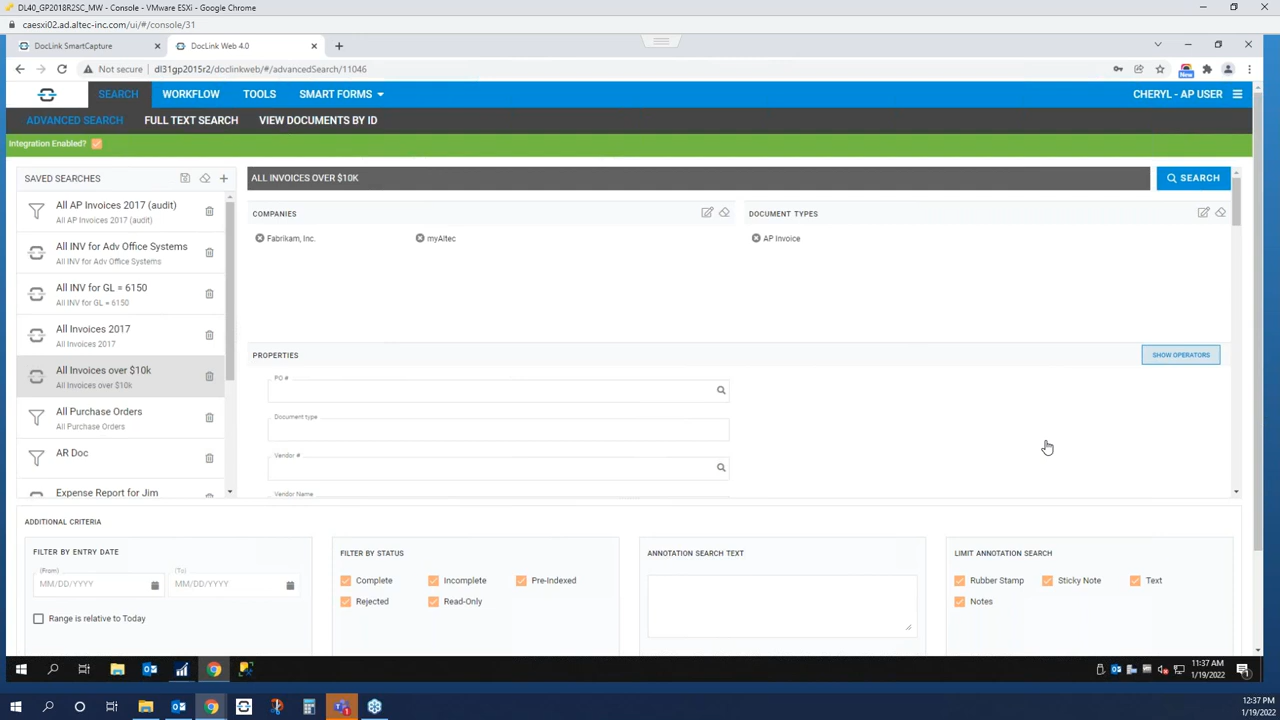 DL40_GP2018R2SC_MW - Console - VMware ESXi - Google Chrome
caesxi02.ad.altec-inc.com/ui/#/console/31
DocLink SmartCapture
DocLink Web 4.0
Not secure
dl31gp2015r2/doclinkweb/#/advancedSearch/11046
New
SEARCH
WORKFLOW
TOOLS
SMART FORMS
CHERYL - AP USER
ADVANCED SEARCH
FULL TEXT SEARCH
VIEW DOCUMENTS BY ID
Integration Enabled?
SAVED SEARCHES
ALL INVOICES OVER $10K
SEARCH
All AP Invoices 2017 (audit)
All AP Invoices 2017 (audit)
All INV for Adv Office Systems
All INV for Adv Office Systems
All INV for GL = 6150
All INV for GL = 6150
All Invoices 2017
All Invoices 2017
All Invoices over $10k
All Invoices over $10k
All Purchase Orders
All Purchase Orders
AR Doc
Expense Report for Jim
COMPANIES
Fabrikam, Inc.
myAltec
DOCUMENT TYPES
AP Invoice
PROPERTIES
SHOW OPERATORS
PO #
Document type
Vendor #
Vendor Name
ADDITIONAL CRITERIA
FILTER BY ENTRY DATE
(From)
MM/DD/YYYY
(To)
MM/DD/YYYY
Range is relative to Today
FILTER BY STATUS
Complete
Incomplete
Pre-Indexed
Rejected
Read-Only
ANNOTATION SEARCH TEXT
LIMIT ANNOTATION SEARCH
Rubber Stamp
Sticky Note
Text
Notes
11:37 AM
1/19/2022
12:37 PM
1/19/2022